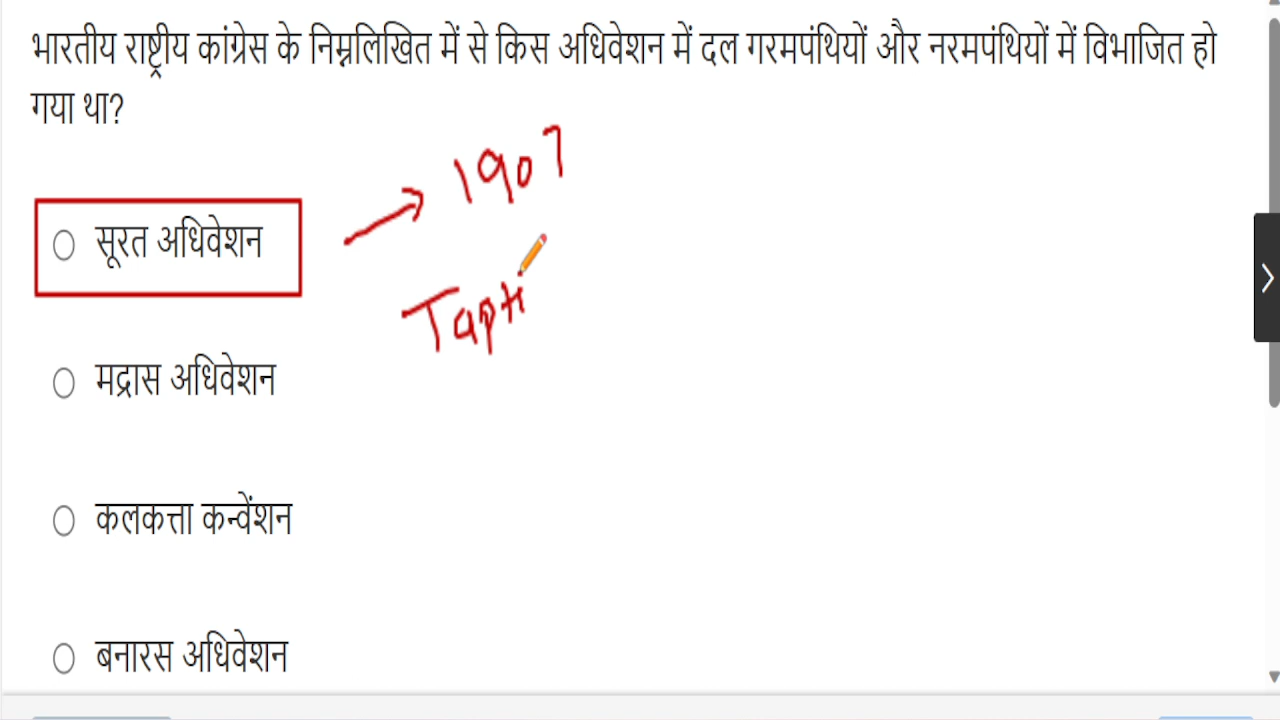 भारतीय राष्ट्रीय कांग्रेस के निम्नलिखित में से किस अधिवेशन में दल गरमपंथियों और नरमपंथियों में विभाजित हो
गया था?
1907
सूरत अधिवेशन
Tapti
मद्रास अधिवेशन
कलकत्ता कन्वेंशन
बनारस अधिवेशन